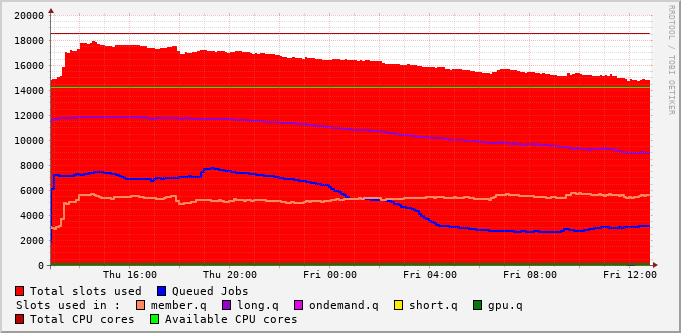 RRDTOOL / TOBI OETIKER
20000
18000
16000
14000
12000
10000
8000
6000
4000
2000
0
Thu 16:00 Thu 20:00 Fri 00:00 Fri 04:00 Fri 08:00 Fri 12:00
Total slots used Queued Jobs
Slots used in : member.q long.q ondemand.q short.q gpu.q
Total CPU cores Available CPU cores